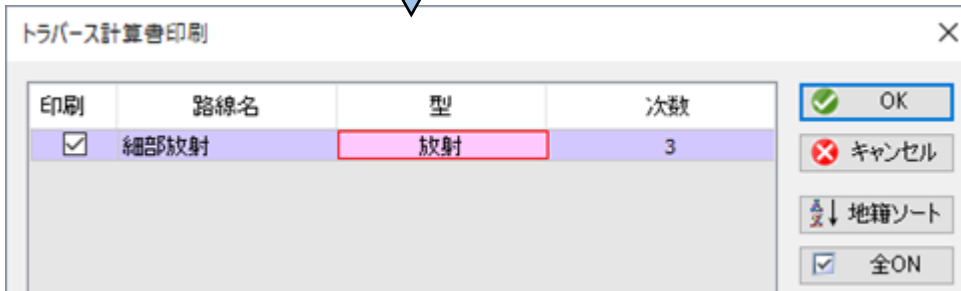 トラバース計算書印刷
印刷 路線名 型 次数
細部放射 放射 3
OK
キャンセル
地籍ソート
全ON